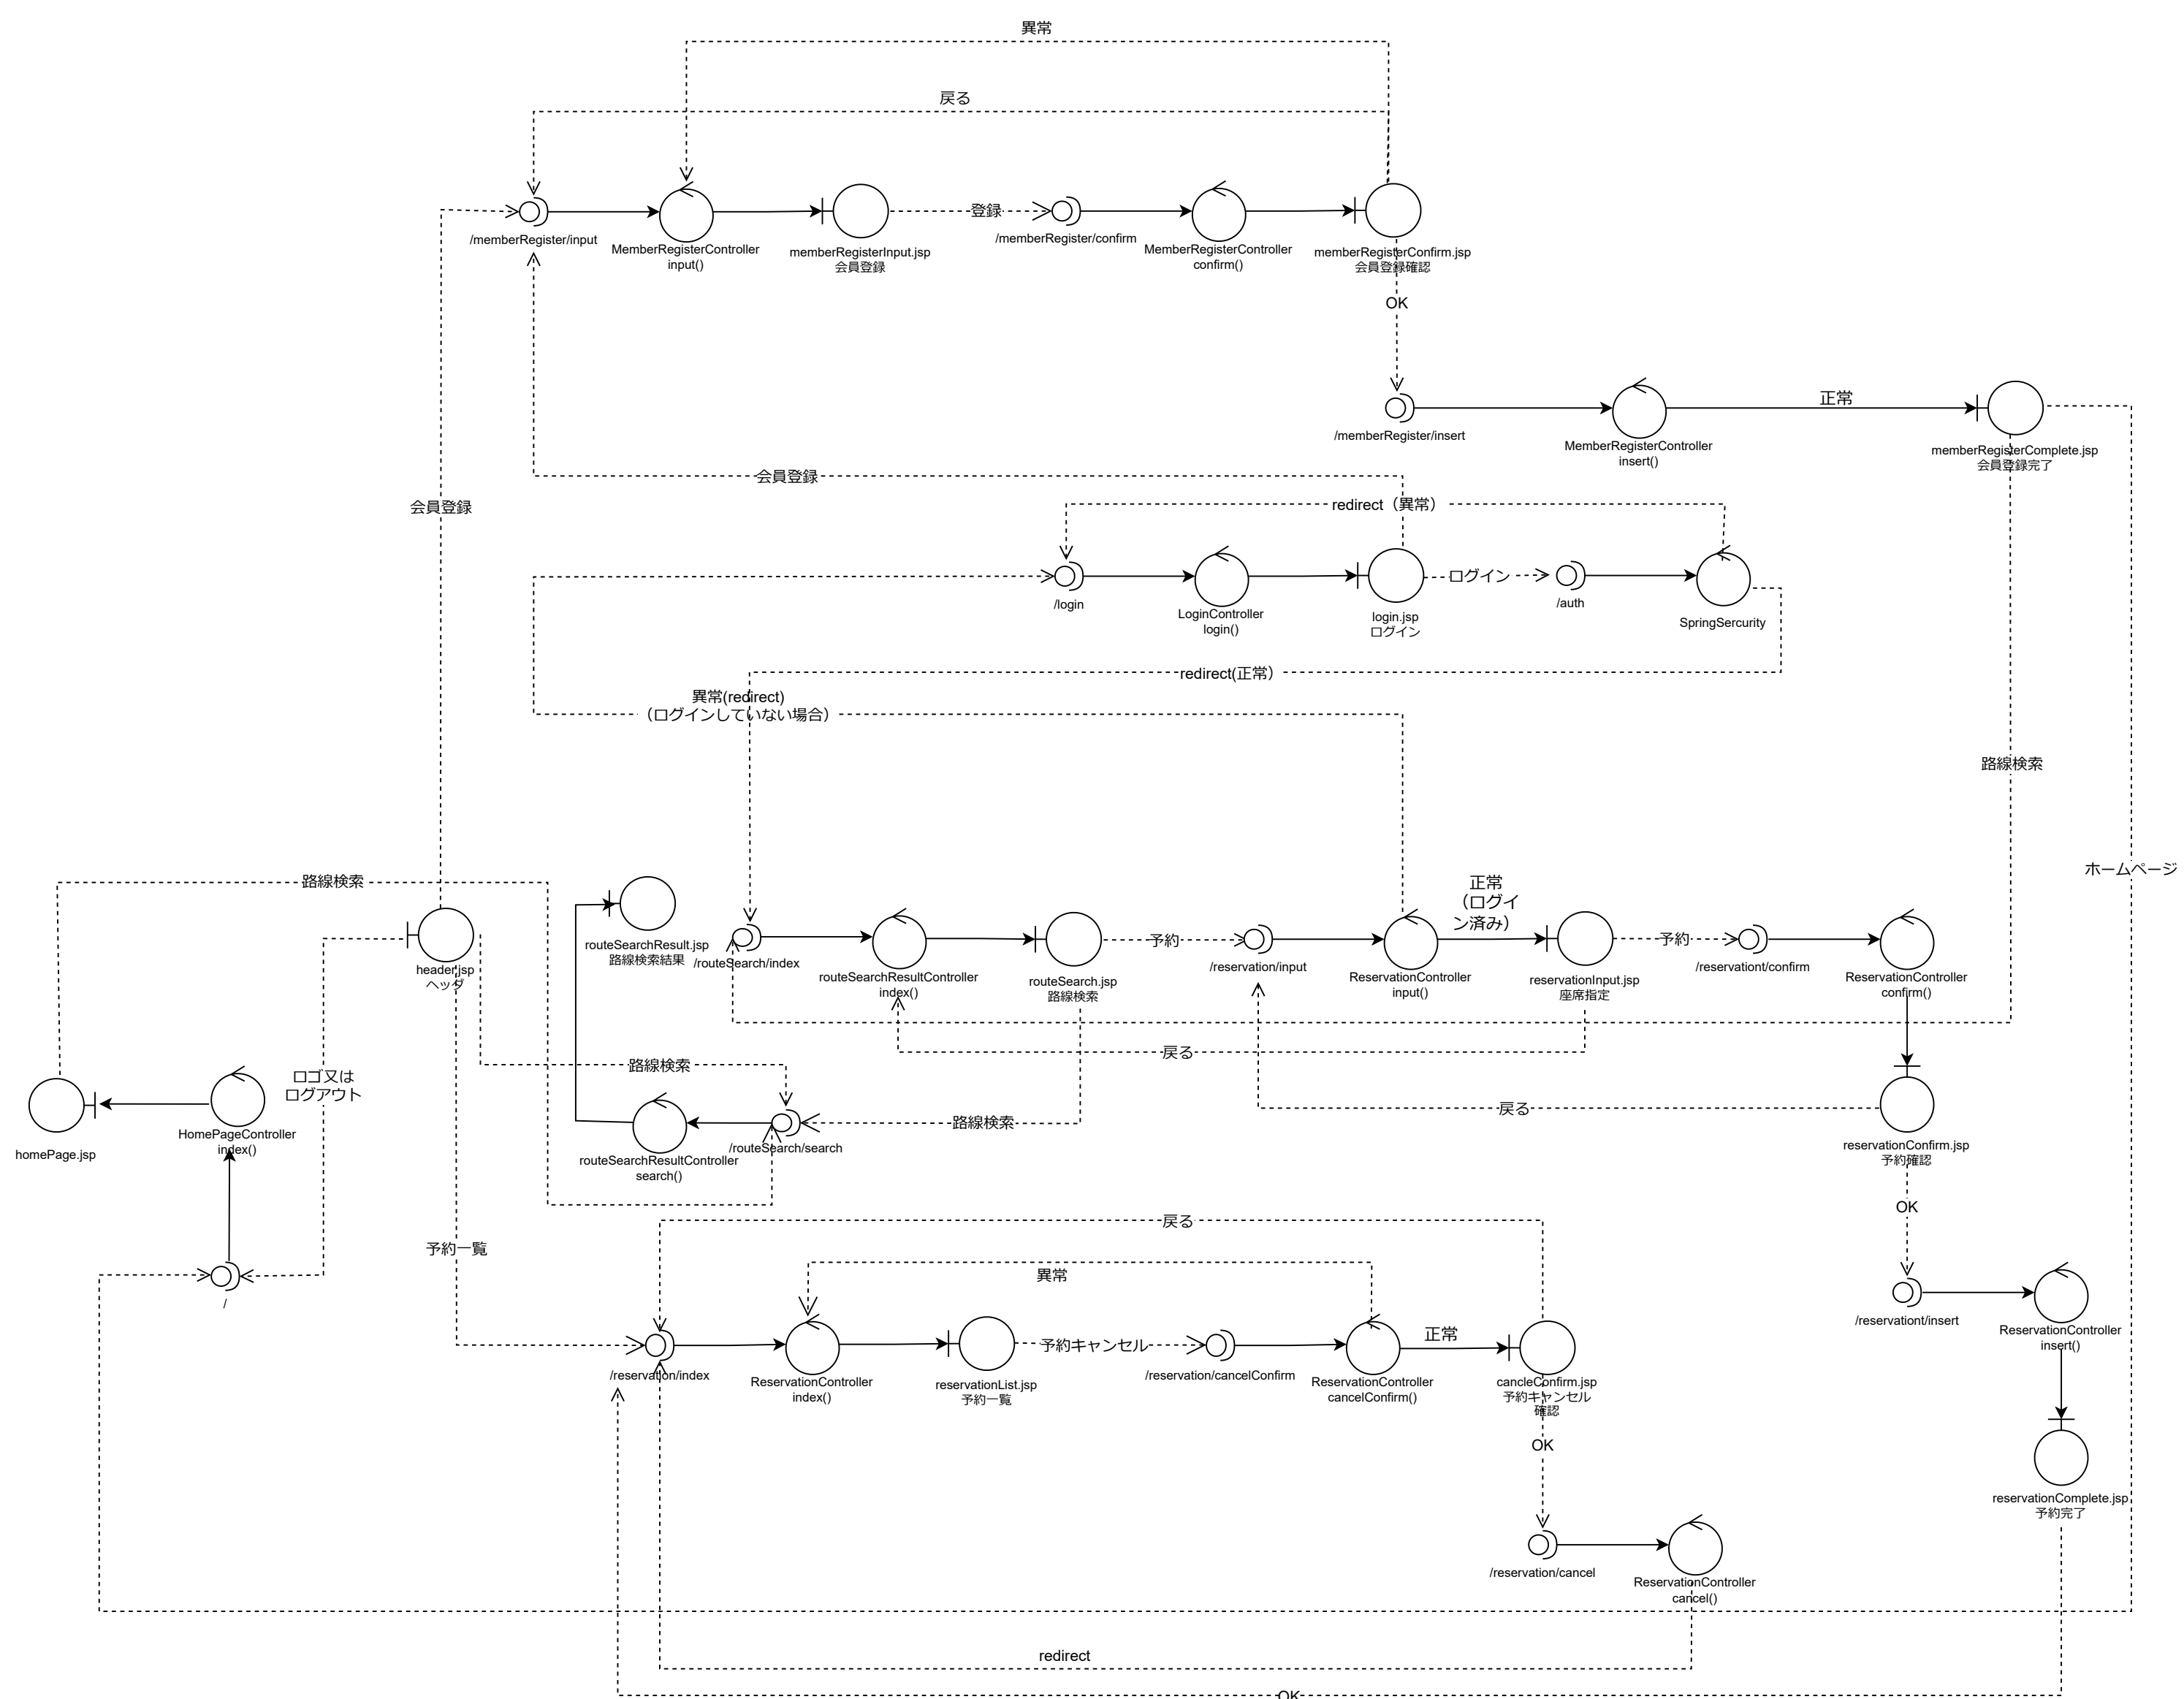 異常
戻る
/memberRegister/input
MemberRegisterController
input()
memberRegisterInput.jsp
会員登録
登録
/memberRegister/confirm
MemberRegisterController
confirm()
memberRegisterConfirm.jsp
会員登録確認
OK
/memberRegister/insert
MemberRegisterController
insert()
正常
memberRegisterComplete.jsp
会員登録完了
会員登録
会員登録
redirect（異常）
/login
LoginController
login()
login.jsp
ログイン
ログイン
/auth
SpringSercurity
redirect(正常）
異常(redirect)
（ログインしていない場合）
路線検索
ホームページ
路線検索
header.jsp
ヘッダ
routeSearchResult.jsp
路線検索結果
/routeSearch/index
routeSearchResultController
index()
routeSearch.jsp
路線検索
予約
/reservation/input
ReservationController
input()
正常
（ログイ
ン済み）
reservationInput.jsp
座席指定
予約
/reservationt/confirm
ReservationController
confirm()
戻る
路線検索
ロゴ又は
ログアウト
homePage.jsp
HomePageController
index()
routeSearchResultController
search()
/routeSearch/search
路線検索
戻る
reservationConfirm.jsp
予約確認
OK
戻る
予約一覧
/
異常
/reservation/index
ReservationController
index()
reservationList.jsp
予約一覧
予約キャンセル
/reservation/cancelConfirm
ReservationController
cancelConfirm()
正常
cancleConfirm.jsp
予約キャンセル
確認
OK
/reservationt/insert
ReservationController
insert()
reservationComplete.jsp
予約完了
/reservation/cancel
ReservationController
cancel()
redirect
OK